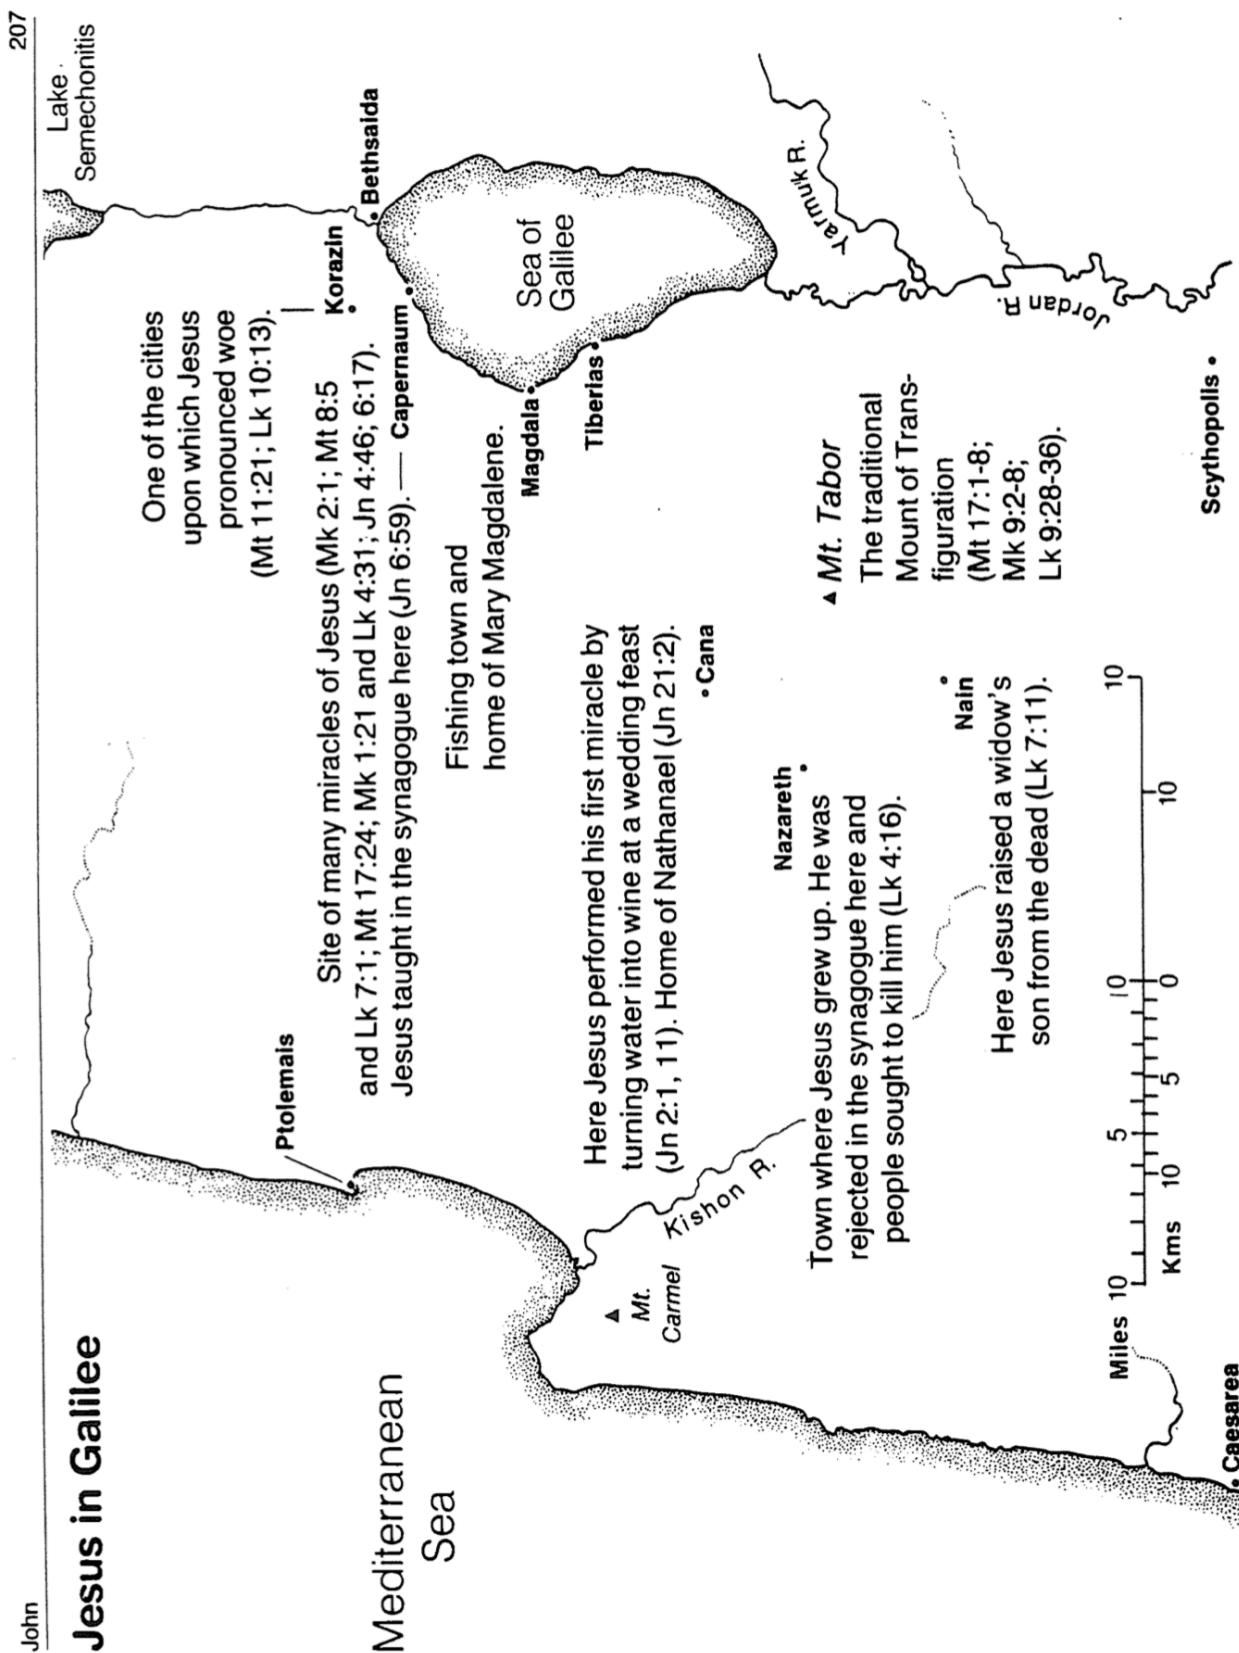 John
207
Jesus in Galilee
Lake
Semechonitis
One of the cities
upon which Jesus
pronounced woe
(Mt 11:21; Lk 10:13).
Korazin
Bethsaida
Ptolemais
Site of many miracles of Jesus (Mk 2:1; Mt 8:5
and Lk 7:1; Mt 17:24; Mk 1:21 and Lk 4:31; Jn 4:46; 6:17).
Jesus taught in the synagogue here (Jn 6:59). — Capernaum
Mediterranean
Sea
Fishing town and
home of Mary Magdalene.
Magdala
Sea of
Galilee
Tiberias
Here Jesus performed his first miracle by
turning water into wine at a wedding feast
(Jn 2:1, 11). Home of Nathanael (Jn 21:2).
Cana
Mt.
Carmel
Kishon R.
Nazareth
Town where Jesus grew up. He was
rejected in the synagogue here and
people sought to kill him (Lk 4:16).
Mt. Tabor
The traditional
Mount of Trans-
figuration
(Mt 17:1-8;
Mk 9:2-8;
Lk 9:28-36).
Yarmuk R.
Jordan R.
Nain
Here Jesus raised a widow's
son from the dead (Lk 7:11).
Miles 10 5 0 10
Kms 10 5 0 10
Scythopolis
Caesarea